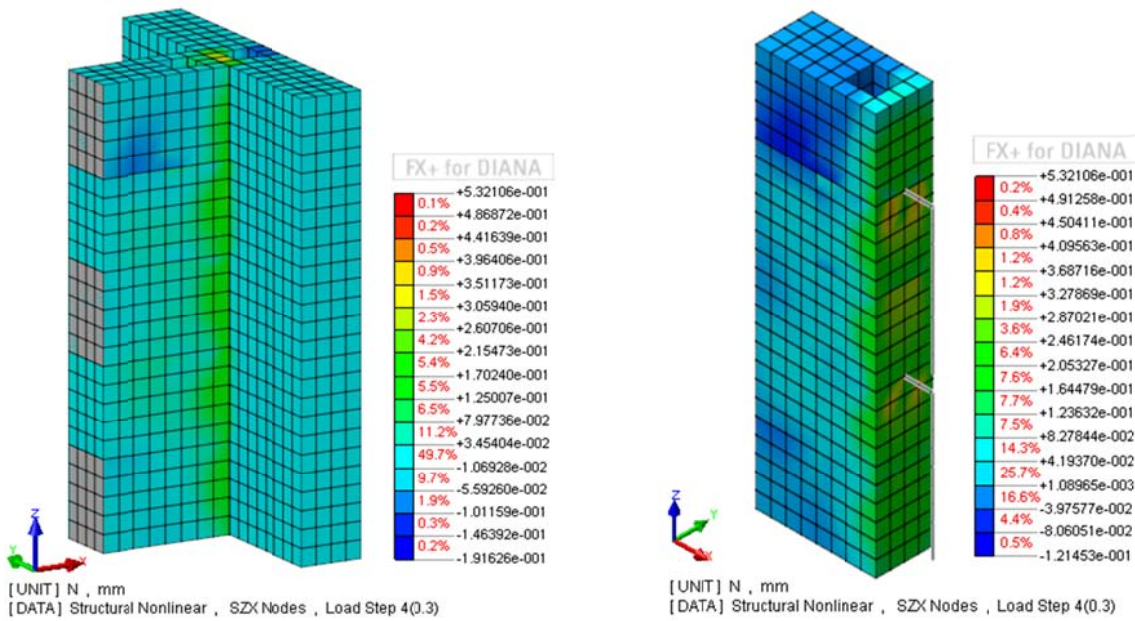 FX+ for DIANA
+5.32106e-001
0.1%
+4.86872e-001
0.2%
+4.41639e-001
0.5%
+3.96406e-001
0.9%
+3.51173e-001
1.5%
+3.05940e-001
2.3%
+2.60706e-001
4.2%
+2.15473e-001
5.4%
+1.70240e-001
5.5%
+1.25007e-001
6.5%
+7.97736e-002
11.2%
+3.45404e-002
49.7%
-1.06928e-002
9.7%
-5.59260e-002
1.9%
-1.01159e-001
0.3%
-1.46392e-001
0.2%
-1.91626e-001
Z
Y
X
[UNIT] N , mm
[DATA] Structural Nonlinear , SZX Nodes , Load Step 4(0.3)
FX+ for DIANA
+5.32106e-001
0.2%
+4.91258e-001
0.4%
+4.50411e-001
0.8%
+4.09563e-001
1.2%
+3.68716e-001
1.2%
+3.27869e-001
1.9%
+2.87021e-001
3.6%
+2.46174e-001
6.4%
+2.05327e-001
7.6%
+1.64479e-001
7.7%
+1.23632e-001
7.5%
+8.27844e-002
14.3%
+4.19370e-002
25.7%
+1.08965e-003
16.6%
-3.97577e-002
4.4%
-8.06051e-002
0.5%
-1.21453e-001
Z
Y
X
[UNIT] N , mm
[DATA] Structural Nonlinear , SZX Nodes , Load Step 4(0.3)